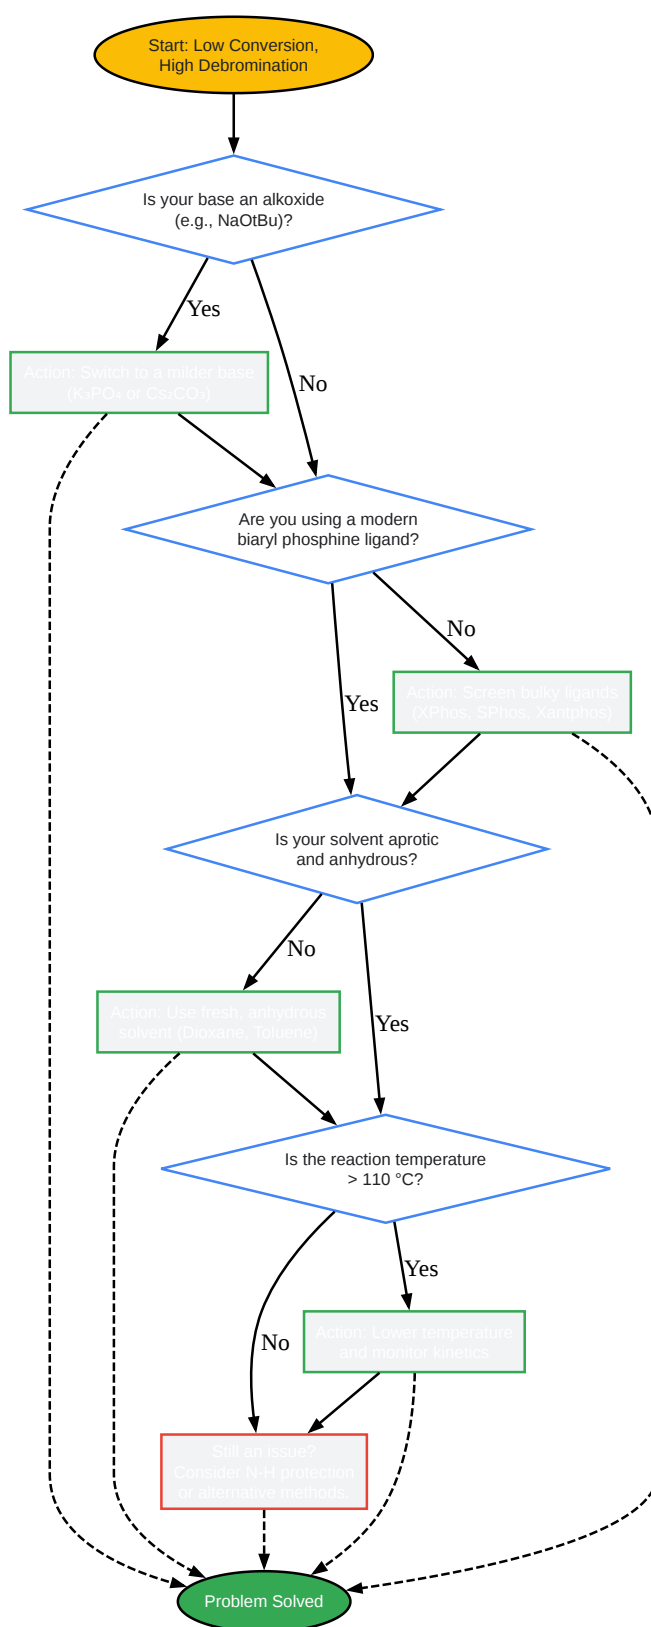 Start: Low Conversion,
High Debromination
Is your base an alkoxide
(e.g., NaOtBu)?
Yes
Action: Switch to a milder base
(K₃PO₄ or Cs₂CO₃)
No
Are you using a modern
biaryl phosphine ligand?
No
Action: Screen bulky ligands
(XPhos, SPhos, Xantphos)
Yes
Is your solvent aprotic
and anhydrous?
No
Action: Use fresh, anhydrous
solvent (Dioxane, Toluene)
Yes
Is the reaction temperature
> 110 °C?
Yes
Action: Lower temperature
and monitor kinetics
No
Still an issue?
Consider N-H protection
or alternative methods.
Problem Solved